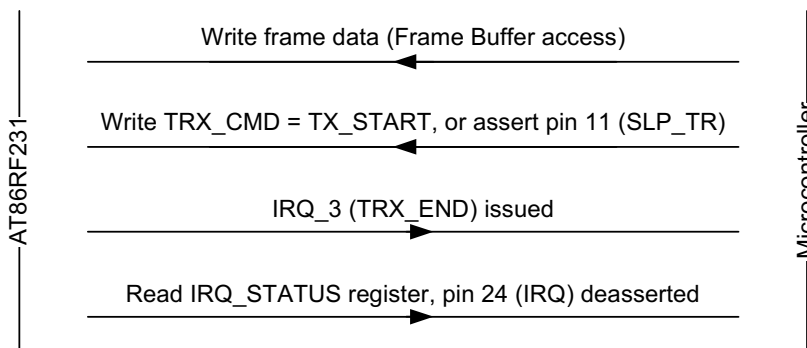 Write frame data (Frame Buffer access)
Write TRX_CMD = TX_START, or assert pin 11 (SLP_TR)
IRQ_3 (TRX_END) issued
Read IRQ_STATUS register, pin 24 (IRQ) deasserted
AT86RF231
Microcontroller